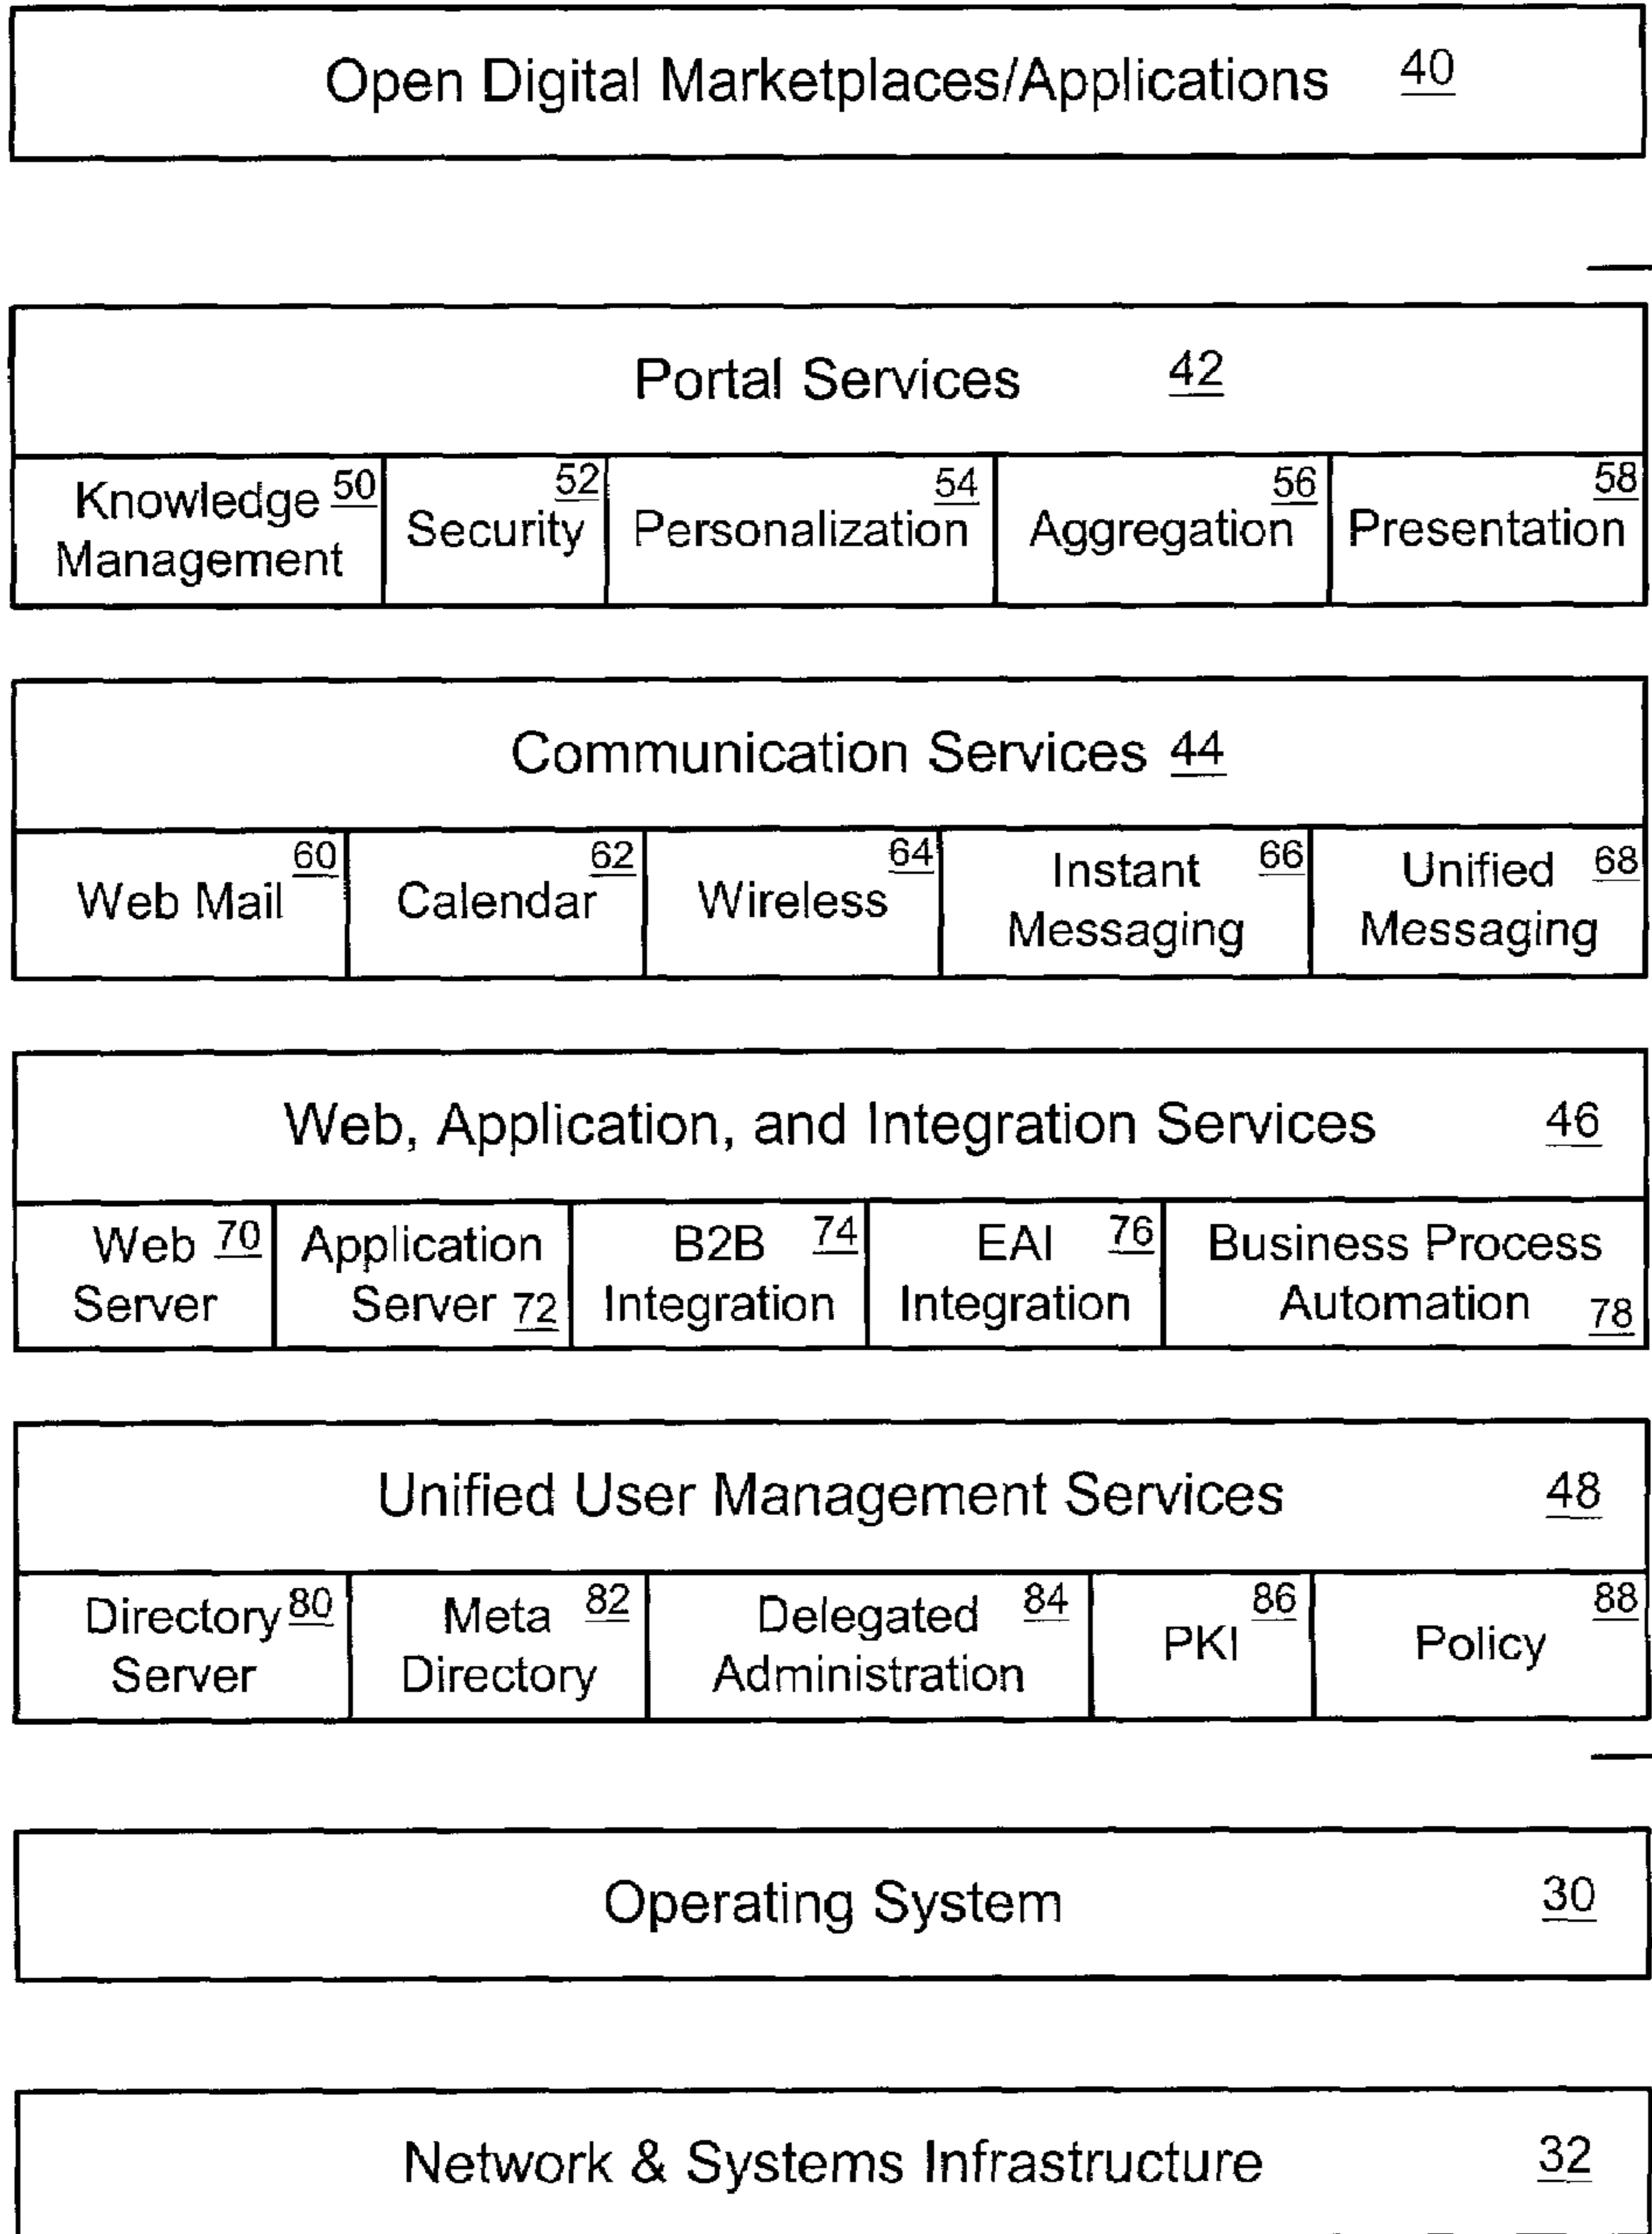 Open Digital Marketplaces/Applications 40
Portal Services 42
Knowledge 50
Management
Security 52
Personalization 54
Aggregation 56
Presentation 58
Communication Services 44
Web Mail 60
Calendar 62
Wireless 64
Instant 66
Messaging
Unified 68
Messaging
Web, Application, and Integration Services 46
Web 70
Server
Application
Server 72
B2B 74
Integration
EAI 76
Integration
Business Process
Automation 78
Unified User Management Services 48
Directory 80
Server
Meta 82
Directory
Delegated 84
Administration
PKI 86
Policy 88
Operating System 30
Network & Systems Infrastructure 32